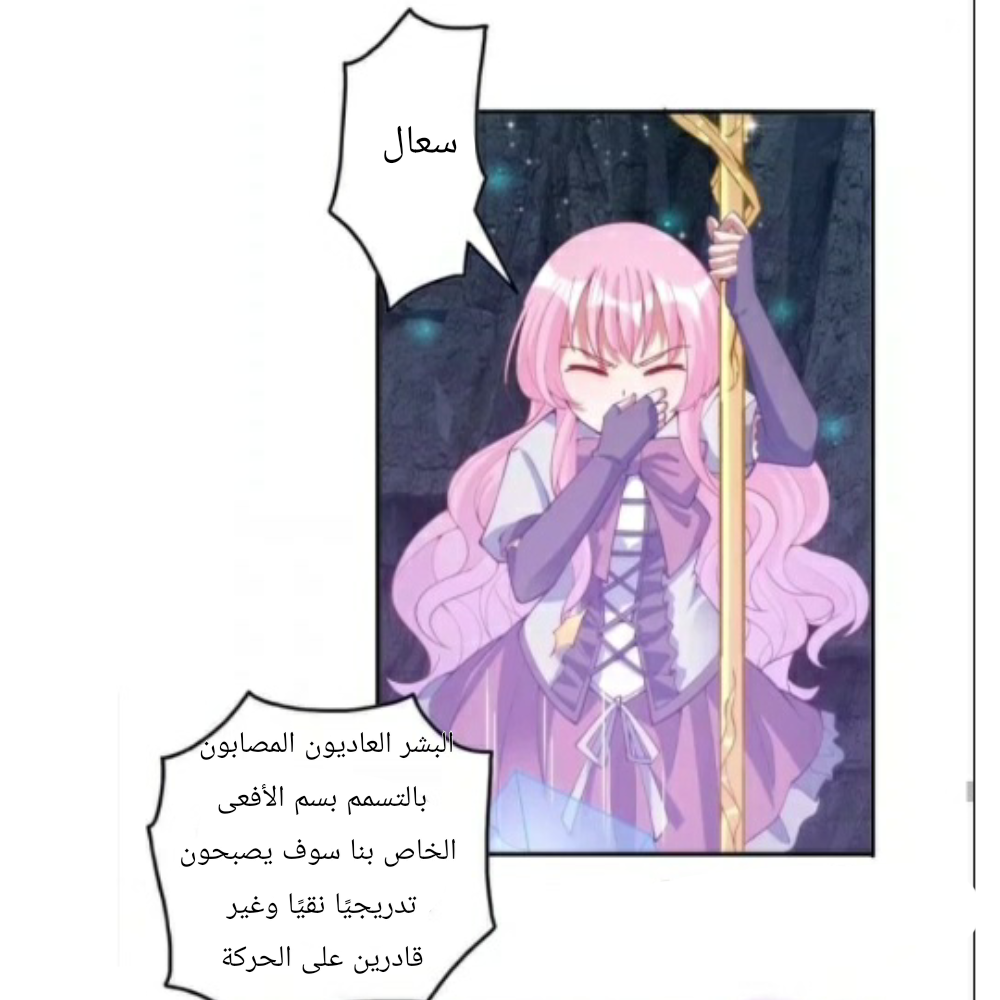 سعال
البشر العاديون المصابون
بالتسمم بسم الأفعى
الخاص بنا سوف يصبحون
تدريجيًا نقيًا وغير
قادرين على الحركة